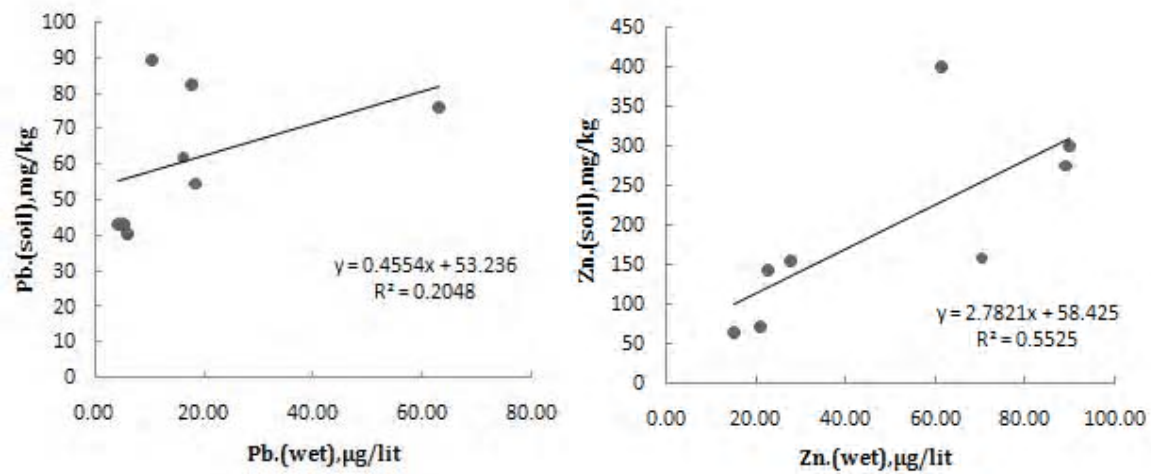 100
90
80
70
60
50
40
30
20
10
0
Pb.(soil),mg/kg
y = 0.4554x + 53.236
R² = 0.2048
0.00 20.00 40.00 60.00 80.00
Pb.(wet),µg/lit
450
400
350
300
250
200
150
100
50
0
Zn.(soil),mg/kg
y = 2.7821x + 58.425
R² = 0.5525
0.00 20.00 40.00 60.00 80.00 100.00
Zn.(wet),µg/lit